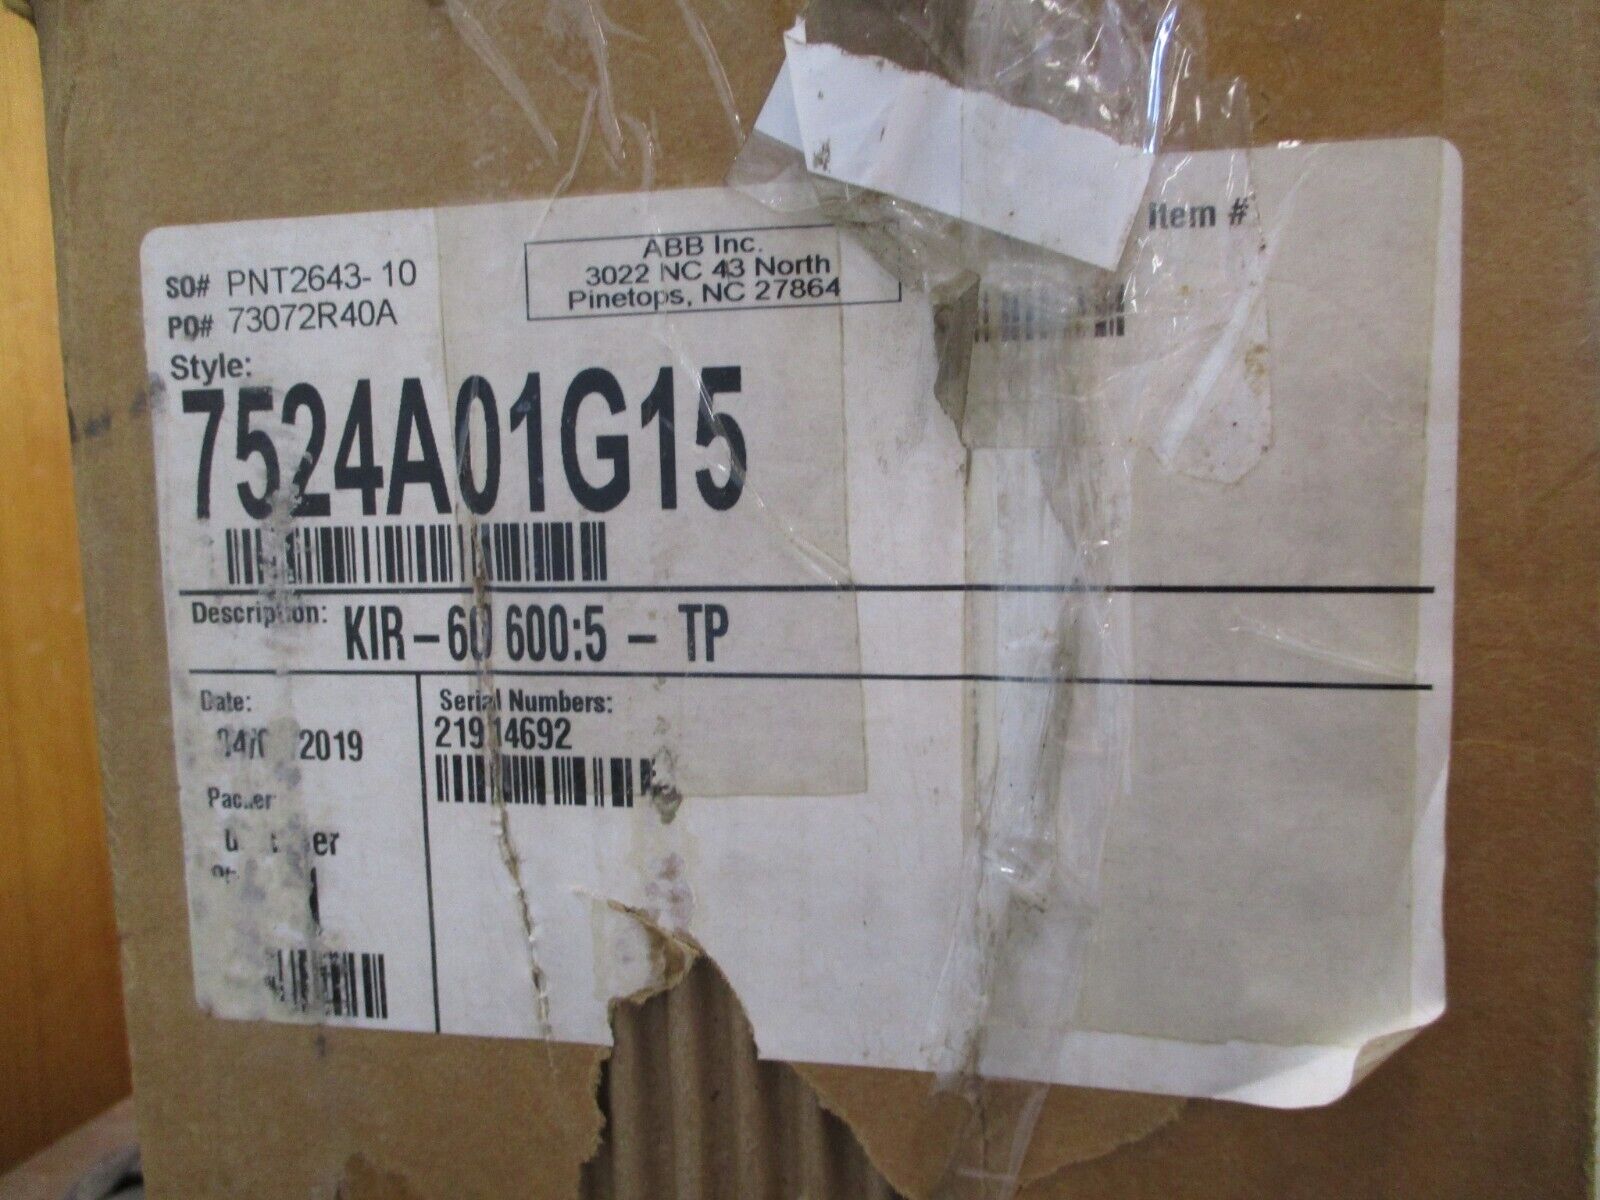 SO# PNT2643-10
PO# 73072R40A
ABB Inc.
3022 NC 43 North
Pinetops, NC 27864
Item #
Style:
7524A01G15
Description: KIR-60 600:5 - TP
Date:
2019
Serial Numbers: